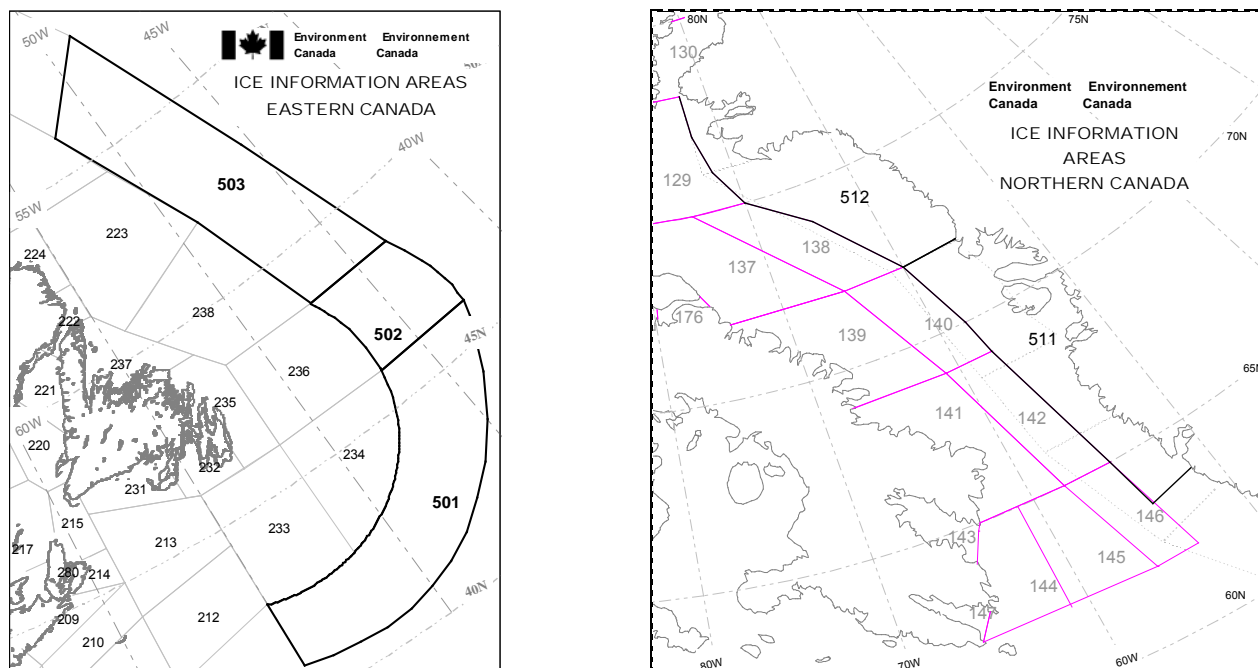 50W
45W
Environment Environnement
Canada Canada
ICE INFORMATION AREAS
EASTERN CANADA
40W
503
55W
223
224
238
222
502
45N
237
236
221
235
60W
220
234
232
231
501
215
233
213
217
280
214
40N
209
212
210
80N
75N
130
Environment Environnement
Canada Canada
ICE INFORMATION
AREAS
NORTHERN CANADA
70N
129
512
138
137
176
140
139
511
65N
141
142
146
143
145
144
147
60N
80W
70W
60W